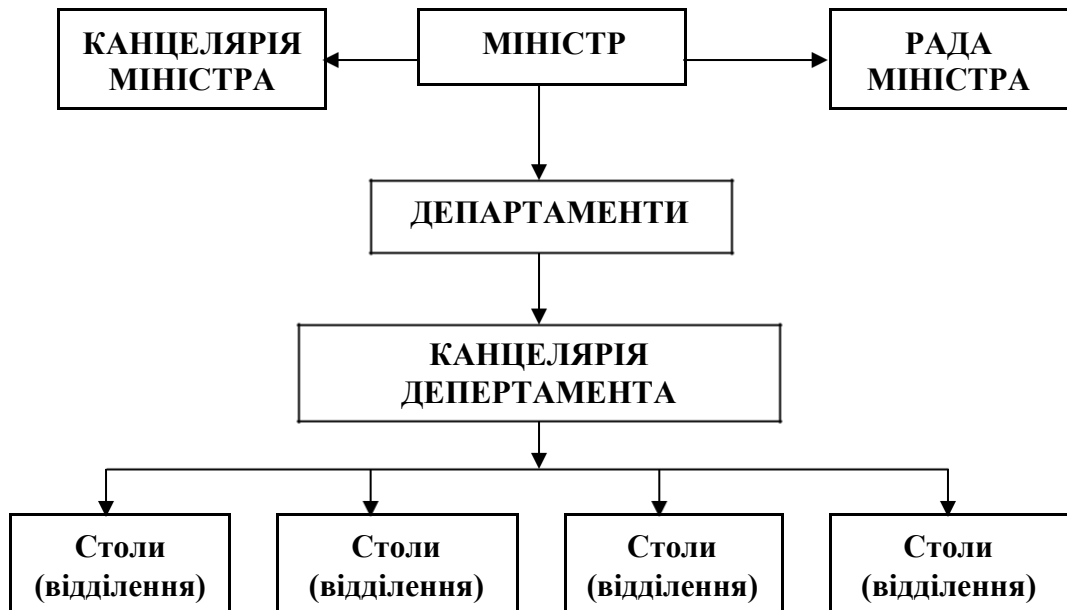 КАНЦЕЛЯРІЯ
МІНІСТРА
МІНІСТР
РАДА
МІНІСТРА
ДЕПАРТАМЕНТИ
КАНЦЕЛЯРІЯ
ДЕПЕРТАМЕНТА
Столи
(відділення)
Столи
(відділення)
Столи
(відділення)
Столи
(відділення)